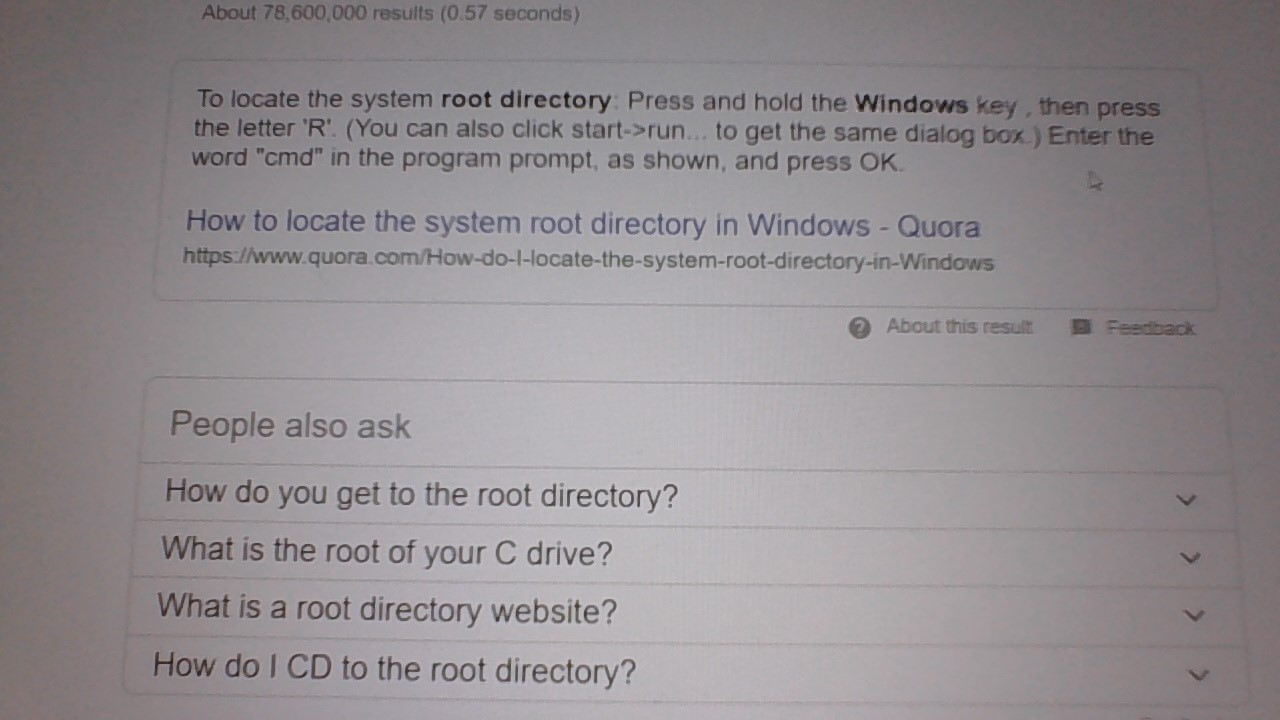 About 78,600,000 results (0.57 seconds)
To locate the system root directory: Press and hold the Windows key , then press
the letter 'R'. (You can also click start->run... to get the same dialog box.) Enter the
word "cmd" in the program prompt, as shown, and press OK.
How to locate the system root directory in Windows - Quora
https://www.quora.com/How-do-I-locate-the-system-root-directory-in-Windows
About this result Feedback
People also ask
How do you get to the root directory?
What is the root of your C drive?
What is a root directory website?
How do I CD to the root directory?